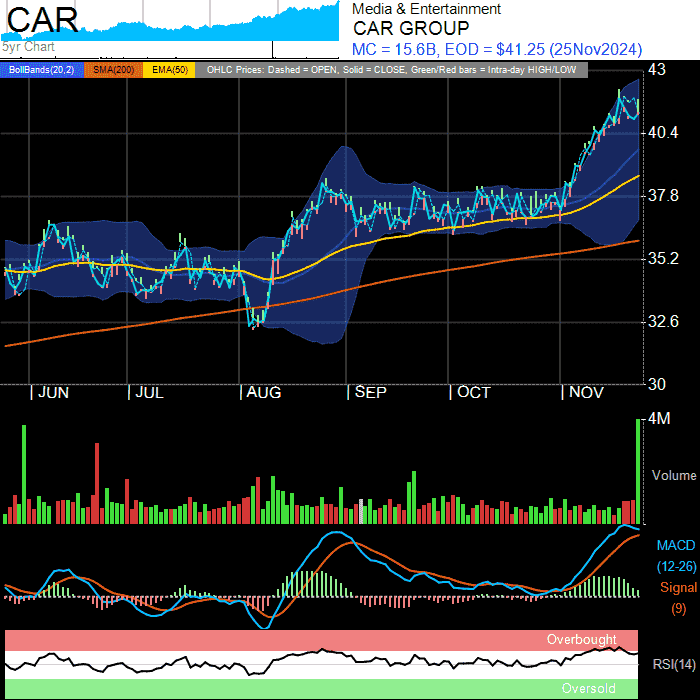 CAR
5yr Chart
Media & Entertainment
CAR GROUP
MC = 15.6B, EOD = $41.25 (25Nov2024)
BollBands(20,2) SMA(200) EMA(50) OHLC Prices: Dashed = OPEN, Solid = CLOSE, Green/Red bars = Intra-day HIGH/LOW
43
40.4
37.8
35.2
32.6
30
| JUN | JUL | AUG | SEP | OCT | NOV
4M
Volume
MACD
(12-26)
Signal
(9)
Overbought
RSI(14)
Oversold